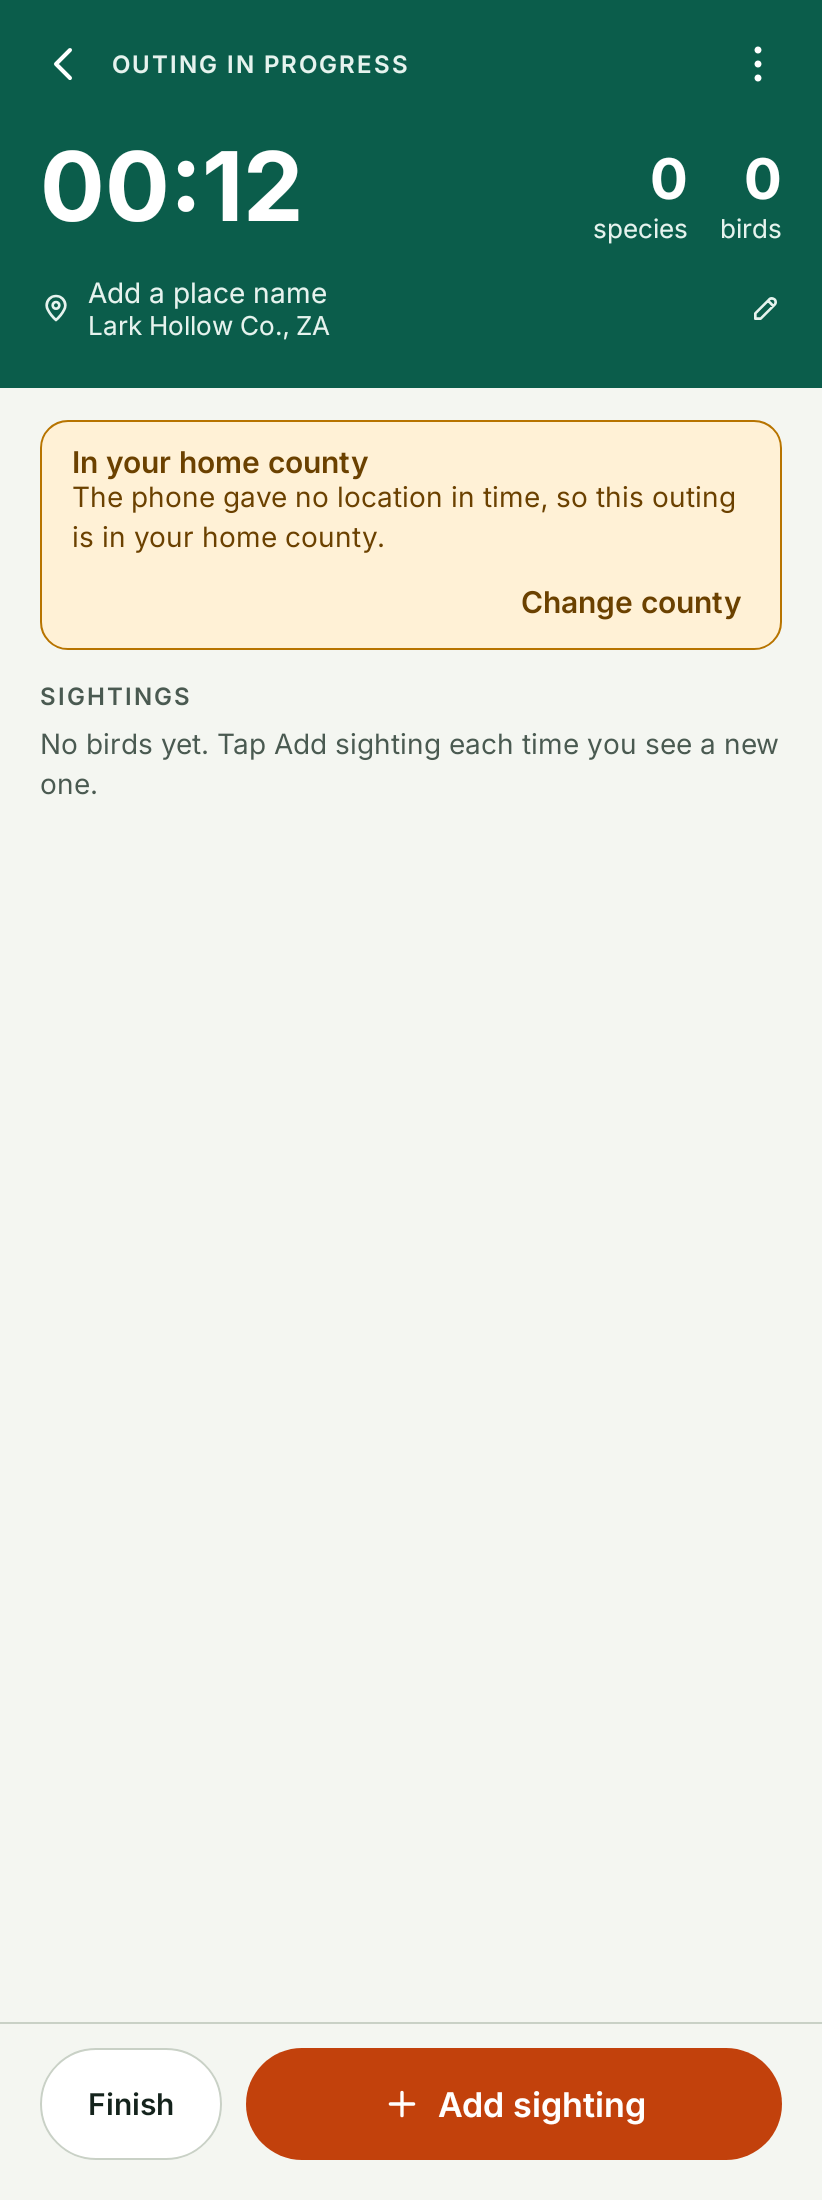 OUTING IN PROGRESS
00:12
0 0
species birds
Add a place name
Lark Hollow Co., ZA
In your home county
The phone gave no location in time, so this outing
is in your home county.
Change county
SIGHTINGS
No birds yet. Tap Add sighting each time you see a new
one.
Finish
Add sighting